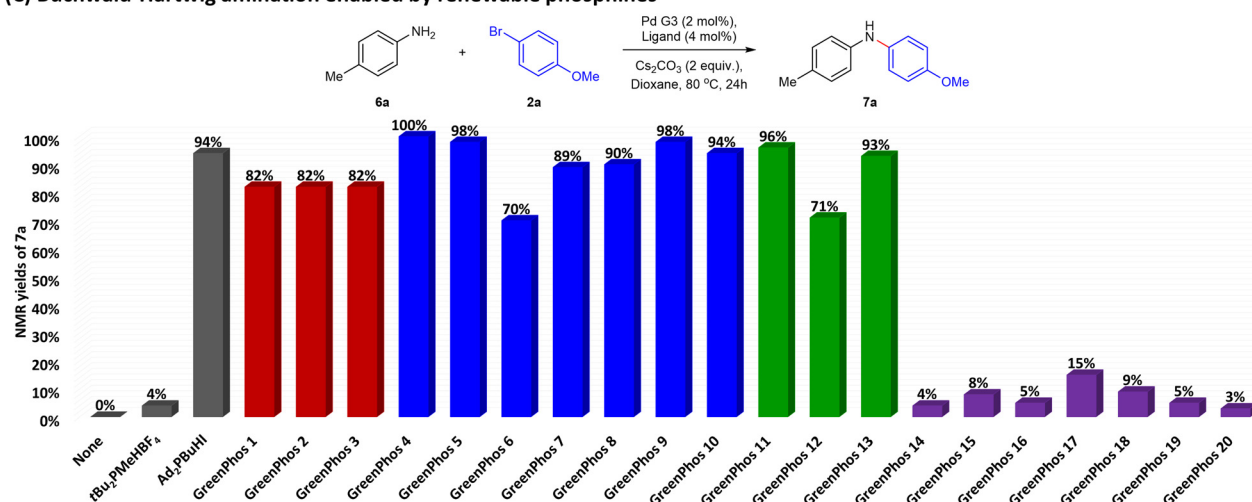 (C) Buchwald-Hartwig amination enabled by renewable phosphines
NH2
Me
6a
+
Br
OMe
2a
Pd G3 (2 mol%),
Ligand (4 mol%)
Cs2CO3 (2 equiv.),
Dioxane, 80 °C, 24h
H
N
Me
OMe
7a
NMR yields of 7a
100%
90%
80%
70%
60%
50%
40%
30%
20%
10%
0%
0%
4%
94%
82%
82%
82%
100%
98%
70%
89%
90%
98%
94%
96%
71%
93%
4%
8%
5%
15%
9%
5%
3%
None
tBu2PMeHBF4
Ad2PBuHI
GreenPhos 1
GreenPhos 2
GreenPhos 3
GreenPhos 4
GreenPhos 5
GreenPhos 6
GreenPhos 7
GreenPhos 8
GreenPhos 9
GreenPhos 10
GreenPhos 11
GreenPhos 12
GreenPhos 13
GreenPhos 14
GreenPhos 15
GreenPhos 16
GreenPhos 17
GreenPhos 18
GreenPhos 19
GreenPhos 20